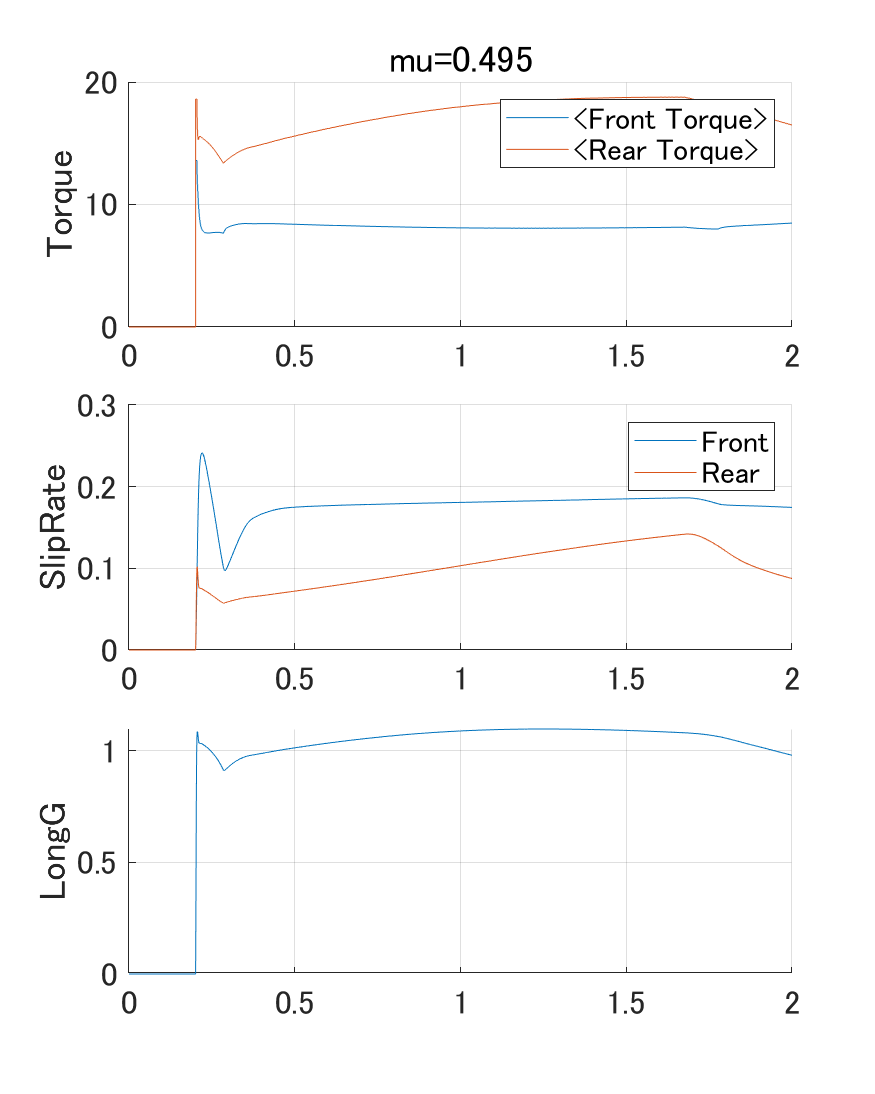 mu=0.495
Torque
20
10
0
0 0.5 1 1.5 2
<Front Torque>
<Rear Torque>
SlipRate
0.3
0.2
0.1
0
0 0.5 1 1.5 2
Front
Rear
LongG
1
0.5
0
0 0.5 1 1.5 2